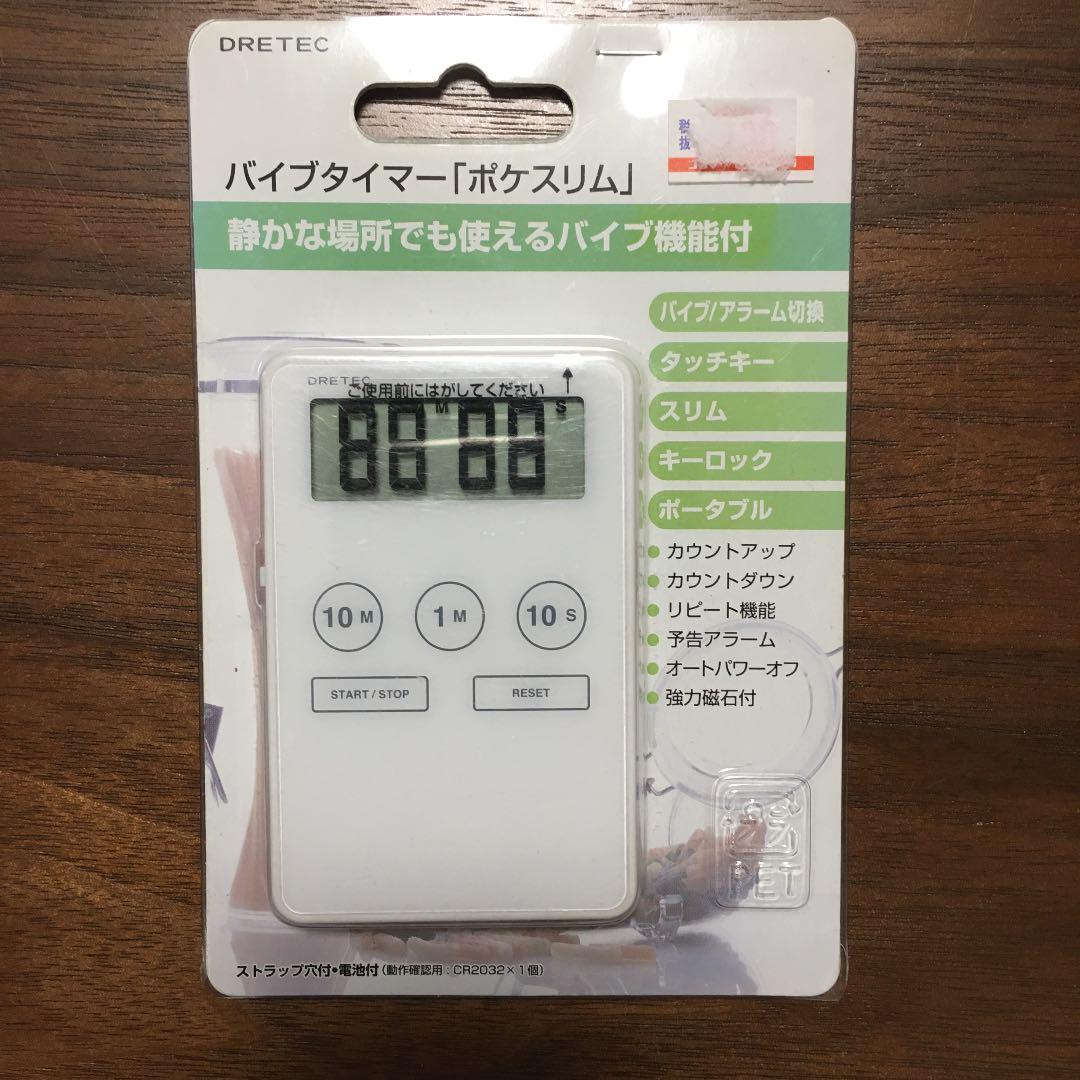 DRETEC
税
抜
バイブタイマー「ポケスリム」
静かな場所でも使えるバイブ機能付
バイブ/アラーム切換
タッチキー
スリム
キーロック
ポータブル
カウントアップ
カウントダウン
リピート機能
予告アラーム
オートパワーオフ
強力磁石付
DRETEC
ご使用前にはがしてください
M S
88 88
10 M
1 M
10 S
START / STOP
RESET
PET
ストラップ穴付•電池付(動作確認用:CR2032×1個)